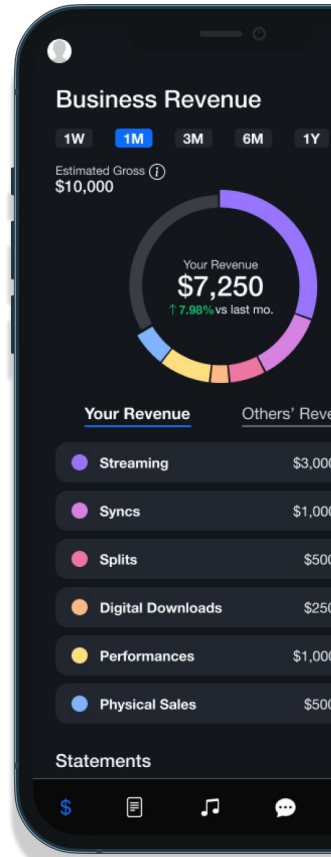 Business Revenue
1W 1M 3M 6M 1Y
Estimated Gross
$10,000
Your Revenue
$7,250
↑7.98% vs last mo.
Your Revenue Others' Reve
Streaming $3,000
Syncs $1,000
Splits $500
Digital Downloads $250
Performances $1,000
Physical Sales $500
Statements